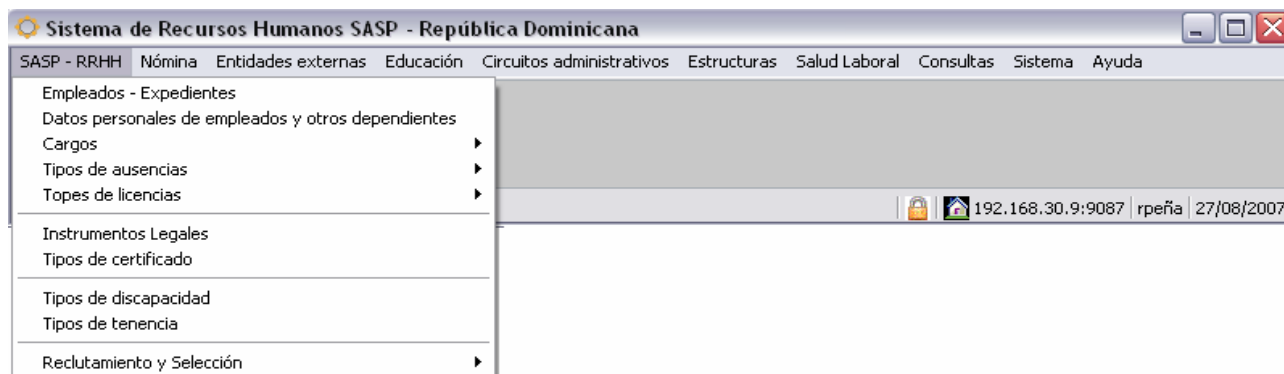 Sistema de Recursos Humanos SASP - República Dominicana
SASP - RRHH Nómina Entidades externas Educación Circuitos administrativos Estructuras Salud Laboral Consultas Sistema Ayuda
Empleados - Expedientes
Datos personales de empleados y otros dependientes
Cargos
Tipos de ausencias
Topes de licencias
192.168.30.9:9087 rpeña 27/08/2007
Instrumentos Legales
Tipos de certificado
Tipos de discapacidad
Tipos de tenencia
Reclutamiento y Selección